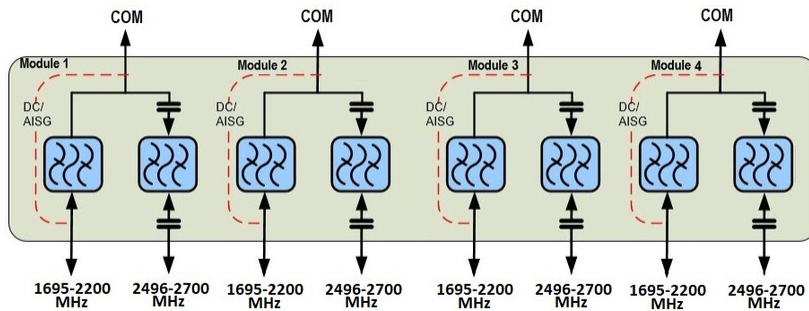 COM COM COM COM
Module 1 Module 2 Module 3 Module 4
DC/ DC/ DC/ DC/
AISG AISG AISG AISG
1695-2200 2496-2700 1695-2200 2496-2700 1695-2200 2496-2700 1695-2200 2496-2700
MHz MHz MHz MHz MHz MHz MHz MHz